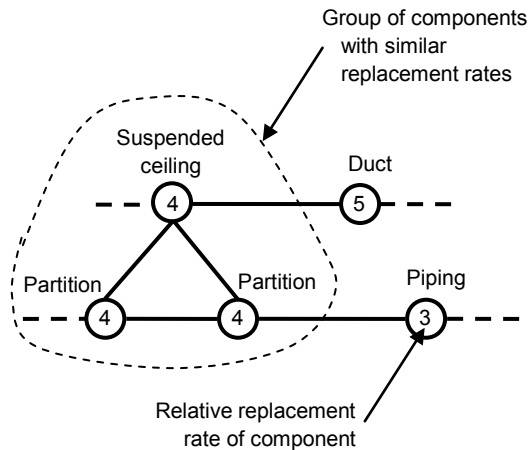 Group of components
with similar
replacement rates
Suspended
ceiling
Duct
4
5
Partition
Partition
Piping
4
4
3
Relative replacement
rate of component